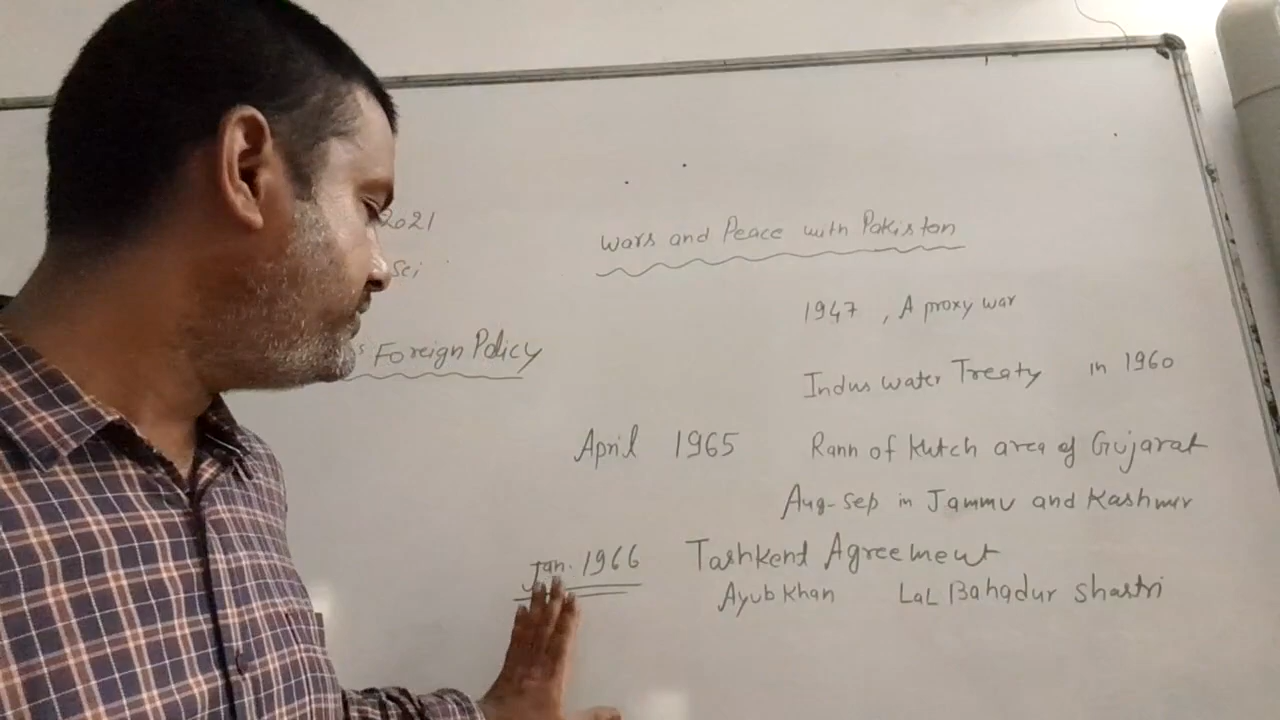 2021
Sci
Foreign Policy
Wars and Peace with Pakistan
1947 , A proxy war
Indus water Treaty in 1960
April 1965 Rann of Kutch area of Gujarat
Aug-Sep in Jammu and Kashmir
Jan. 1966 Tashkent Agreement
Ayub Khan Lal Bahadur Shastri